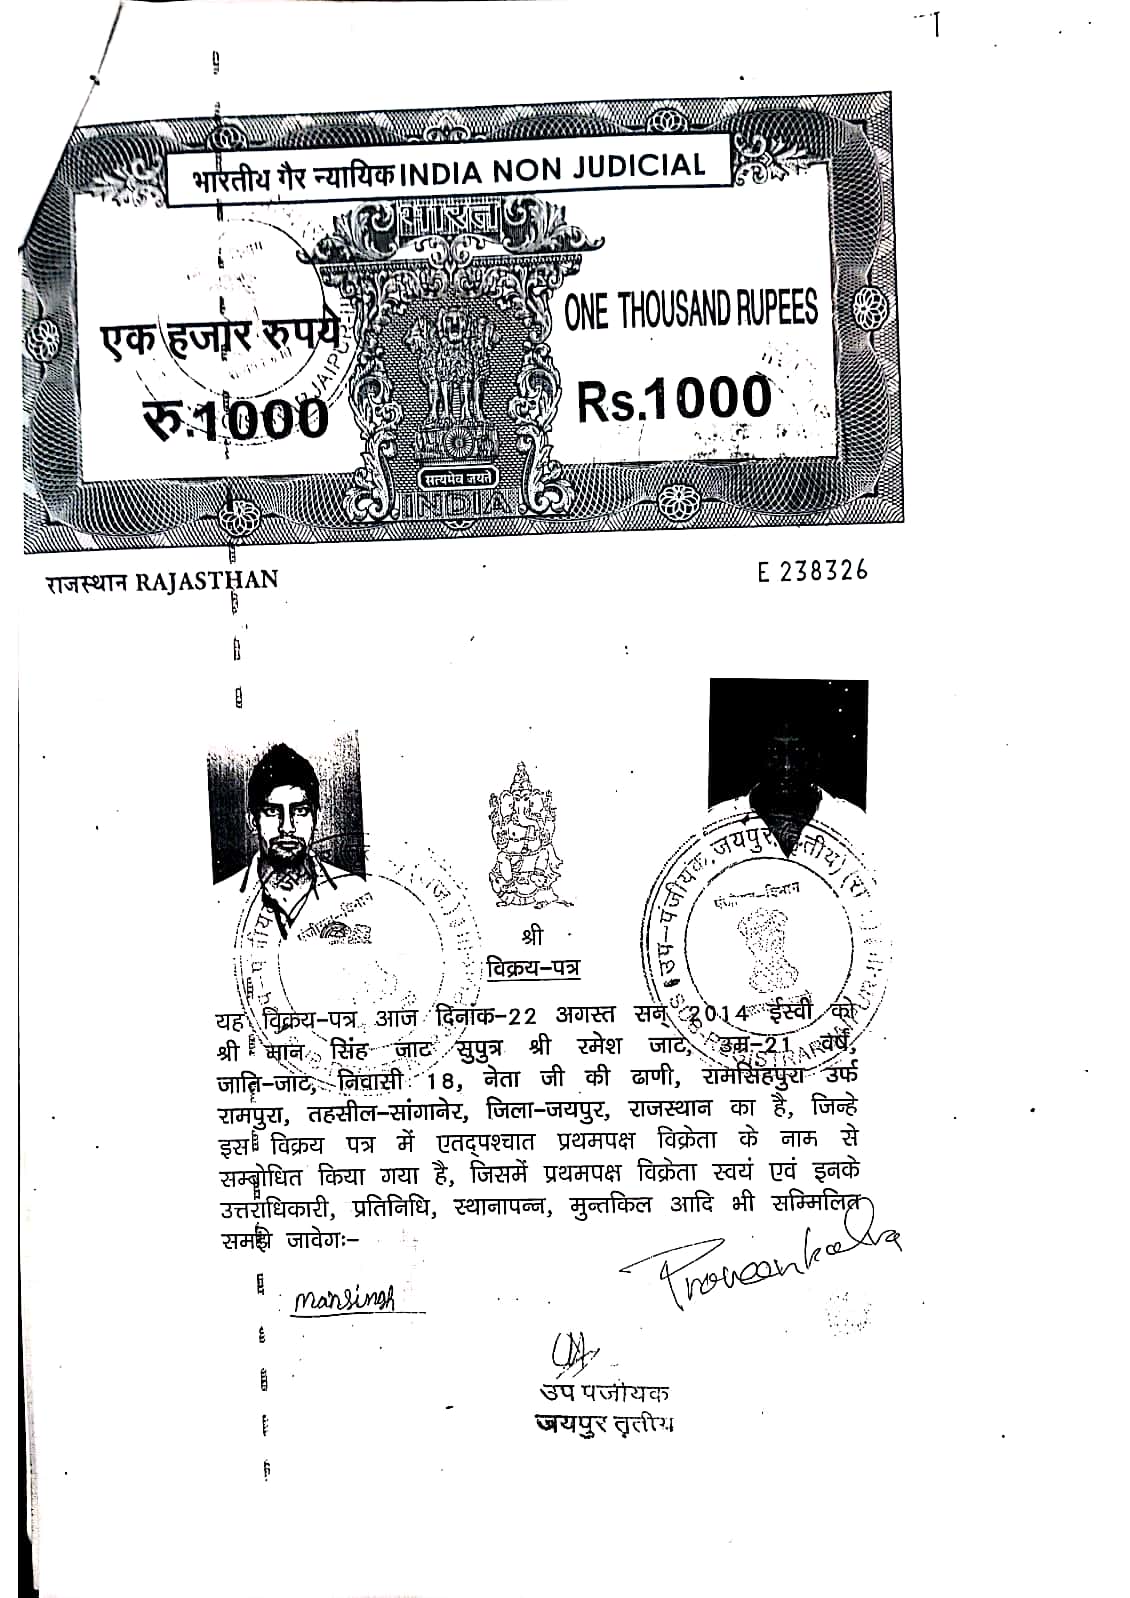 भारतीय गैर न्यायिक INDIA NON JUDICIAL
भारत
एक हजार रुपये
ONE THOUSAND RUPEES
रु.1000
Rs.1000
सत्यमेव जयते
INDIA
राजस्थान RAJASTHAN
E 238326
श्री
विक्रय–पत्र
यह विक्रय–पत्र आज दिनांक–22 अगस्त सन् 2014 ईस्वी को
श्री मान सिंह जाट सुपुत्र श्री रमेश जाट, उम्र–21 वर्ष,
जाति–जाट, निवासी 18, नेता जी की ढाणी, रामसिंहपुरा उर्फ
रामपुरा, तहसील–सांगानेर, जिला–जयपुर, राजस्थान का है, जिन्हे
इस विक्रय पत्र में एतद्पश्चात प्रथमपक्ष विक्रेता के नाम से
सम्बोधित किया गया है, जिसमें प्रथमपक्ष विक्रेता स्वयं एवं इनके
उत्तराधिकारी, प्रतिनिधि, स्थानापन्न, मुन्तकिल आदि भी सम्मिलित
समझे जावेगः–
Mansingh
उप पंजीयक
जयपुर तृतीय